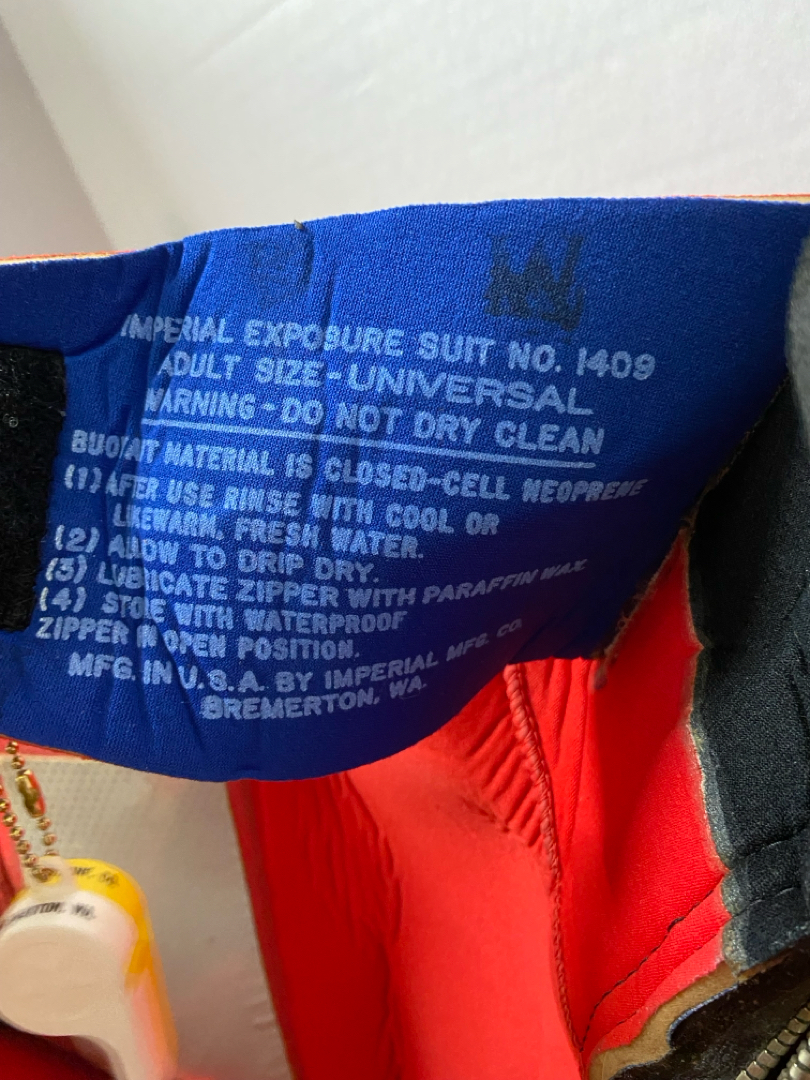 IMPERIAL EXPOSURE SUIT NO. 1409
ADULT SIZE - UNIVERSAL
WARNING - DO NOT DRY CLEAN
BUOYANT MATERIAL IS CLOSED-CELL NEOPRENE
(1) AFTER USE RINSE WITH COOL OR
LUKEWARM, FRESH WATER.
(2) ALLOW TO DRIP DRY.
(3) LUBRICATE ZIPPER WITH PARAFFIN WAX.
(4) STORE WITH WATERPROOF
ZIPPER IN OPEN POSITION.
MFG. IN U.S.A. BY IMPERIAL MFG. CO.
BREMERTON, WA.